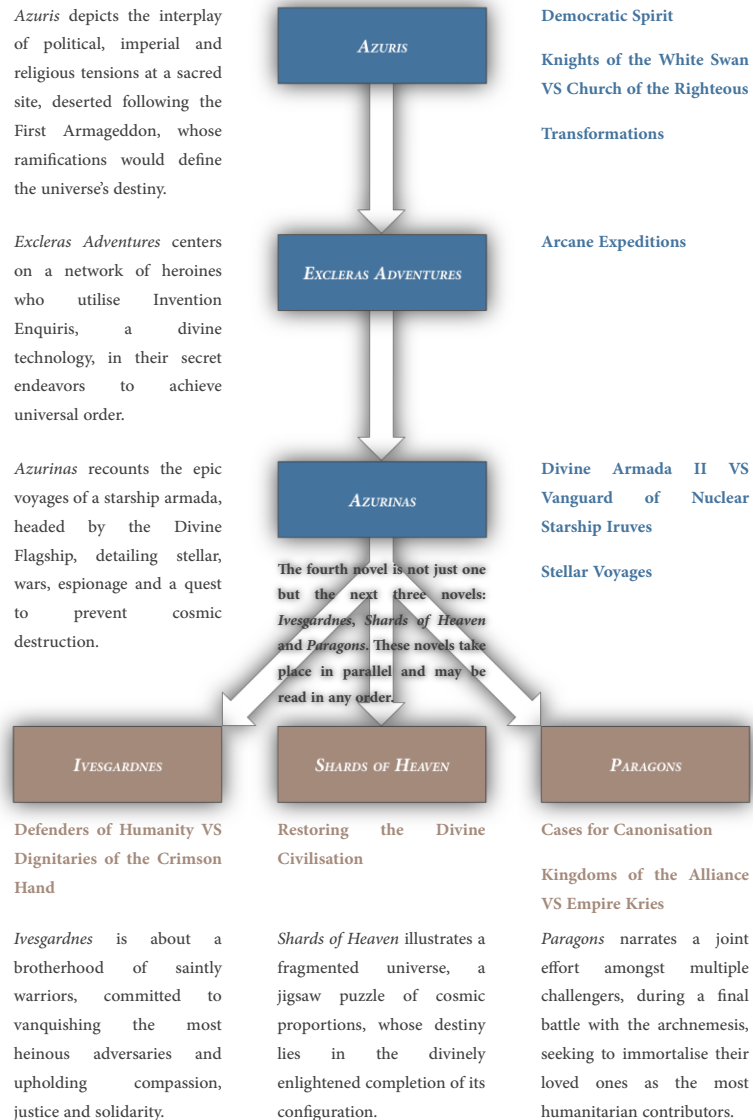 Azuris depicts the interplay
of political, imperial and
religious tensions at a sacred
site, deserted following the
First Armageddon, whose
ramifications would define
the universe's destiny.
AZURIS
Democratic Spirit
Knights of the White Swan
VS Church of the Righteous
Transformations
Excleras Adventures centers
on a network of heroines
who utilise Invention
Enquiris, a divine
technology, in their secret
endeavors to achieve
universal order.
EXCLERAS ADVENTURES
Arcane Expeditions
Azurinas recounts the epic
voyages of a starship armada,
headed by the Divine
Flagship, detailing stellar,
wars, espionage and a quest
to prevent cosmic
destruction.
AZURINAS
Divine Armada II VS
Vanguard of Nuclear
Starship Iruves
Stellar Voyages
The fourth novel is not just one
but the next three novels:
Ivesgardnes, Shards of Heaven
and Paragons. These novels take
place in parallel and may be
read in any order.
IVESGARDNES
Defenders of Humanity VS
Dignitaries of the Crimson
Hand
Ivesgardnes is about a
brotherhood of saintly
warriors, committed to
vanquishing the most
heinous adversaries and
upholding compassion,
justice and solidarity.
SHARDS OF HEAVEN
Restoring the Divine
Civilisation
Shards of Heaven illustrates a
fragmented universe, a
jigsaw puzzle of cosmic
proportions, whose destiny
lies in the divinely
enlightened completion of its
configuration.
PARAGONS
Cases for Canonisation
Kingdoms of the Alliance
VS Empire Kries
Paragons narrates a joint
effort amongst multiple
challengers, during a final
battle with the archnemesis,
seeking to immortalise their
loved ones as the most
humanitarian contributors.